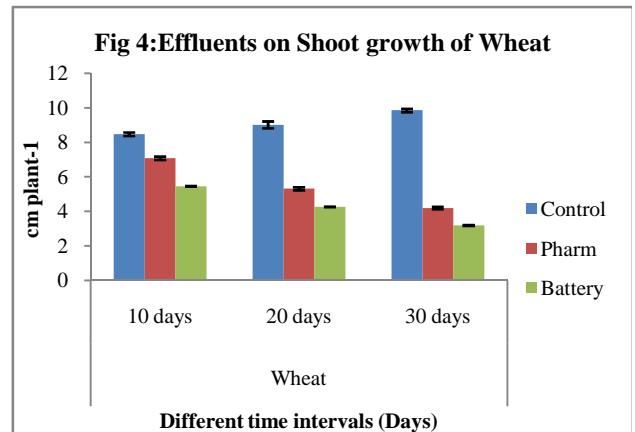 Fig 4:Effluents on Shoot growth of Wheat
12
10
8
6
4
2
0
cm plant-1
Control
Pharm
Battery
10 days 20 days 30 days
Wheat
Different time intervals (Days)